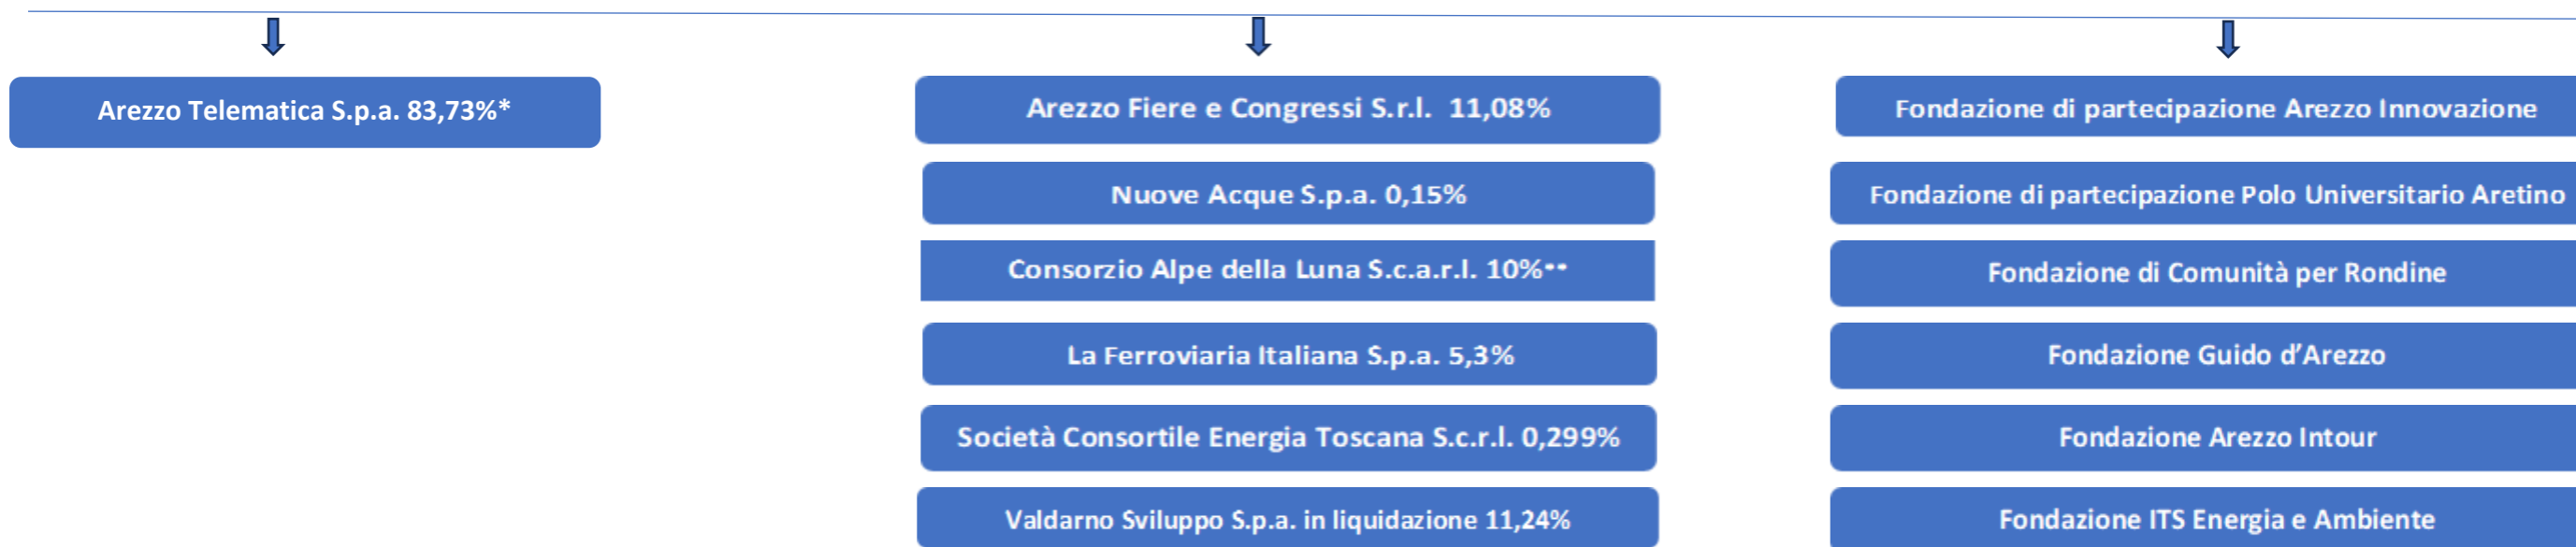 Arezzo Telematica S.p.a. 83,73%*
Arezzo Fiere e Congressi S.r.l. 11,08%
Nuove Acque S.p.a. 0,15%
Consorzio Alpe della Luna S.c.a.r.l. 10%**
La Ferroviaria Italiana S.p.a. 5,3%
Società Consortile Energia Toscana S.c.r.l. 0,299%
Valdarno Sviluppo S.p.a. in liquidazione 11,24%
Fondazione di partecipazione Arezzo Innovazione
Fondazione di partecipazione Polo Universitario Aretino
Fondazione di Comunità per Rondine
Fondazione Guido d’Arezzo
Fondazione Arezzo Intour
Fondazione ITS Energia e Ambiente